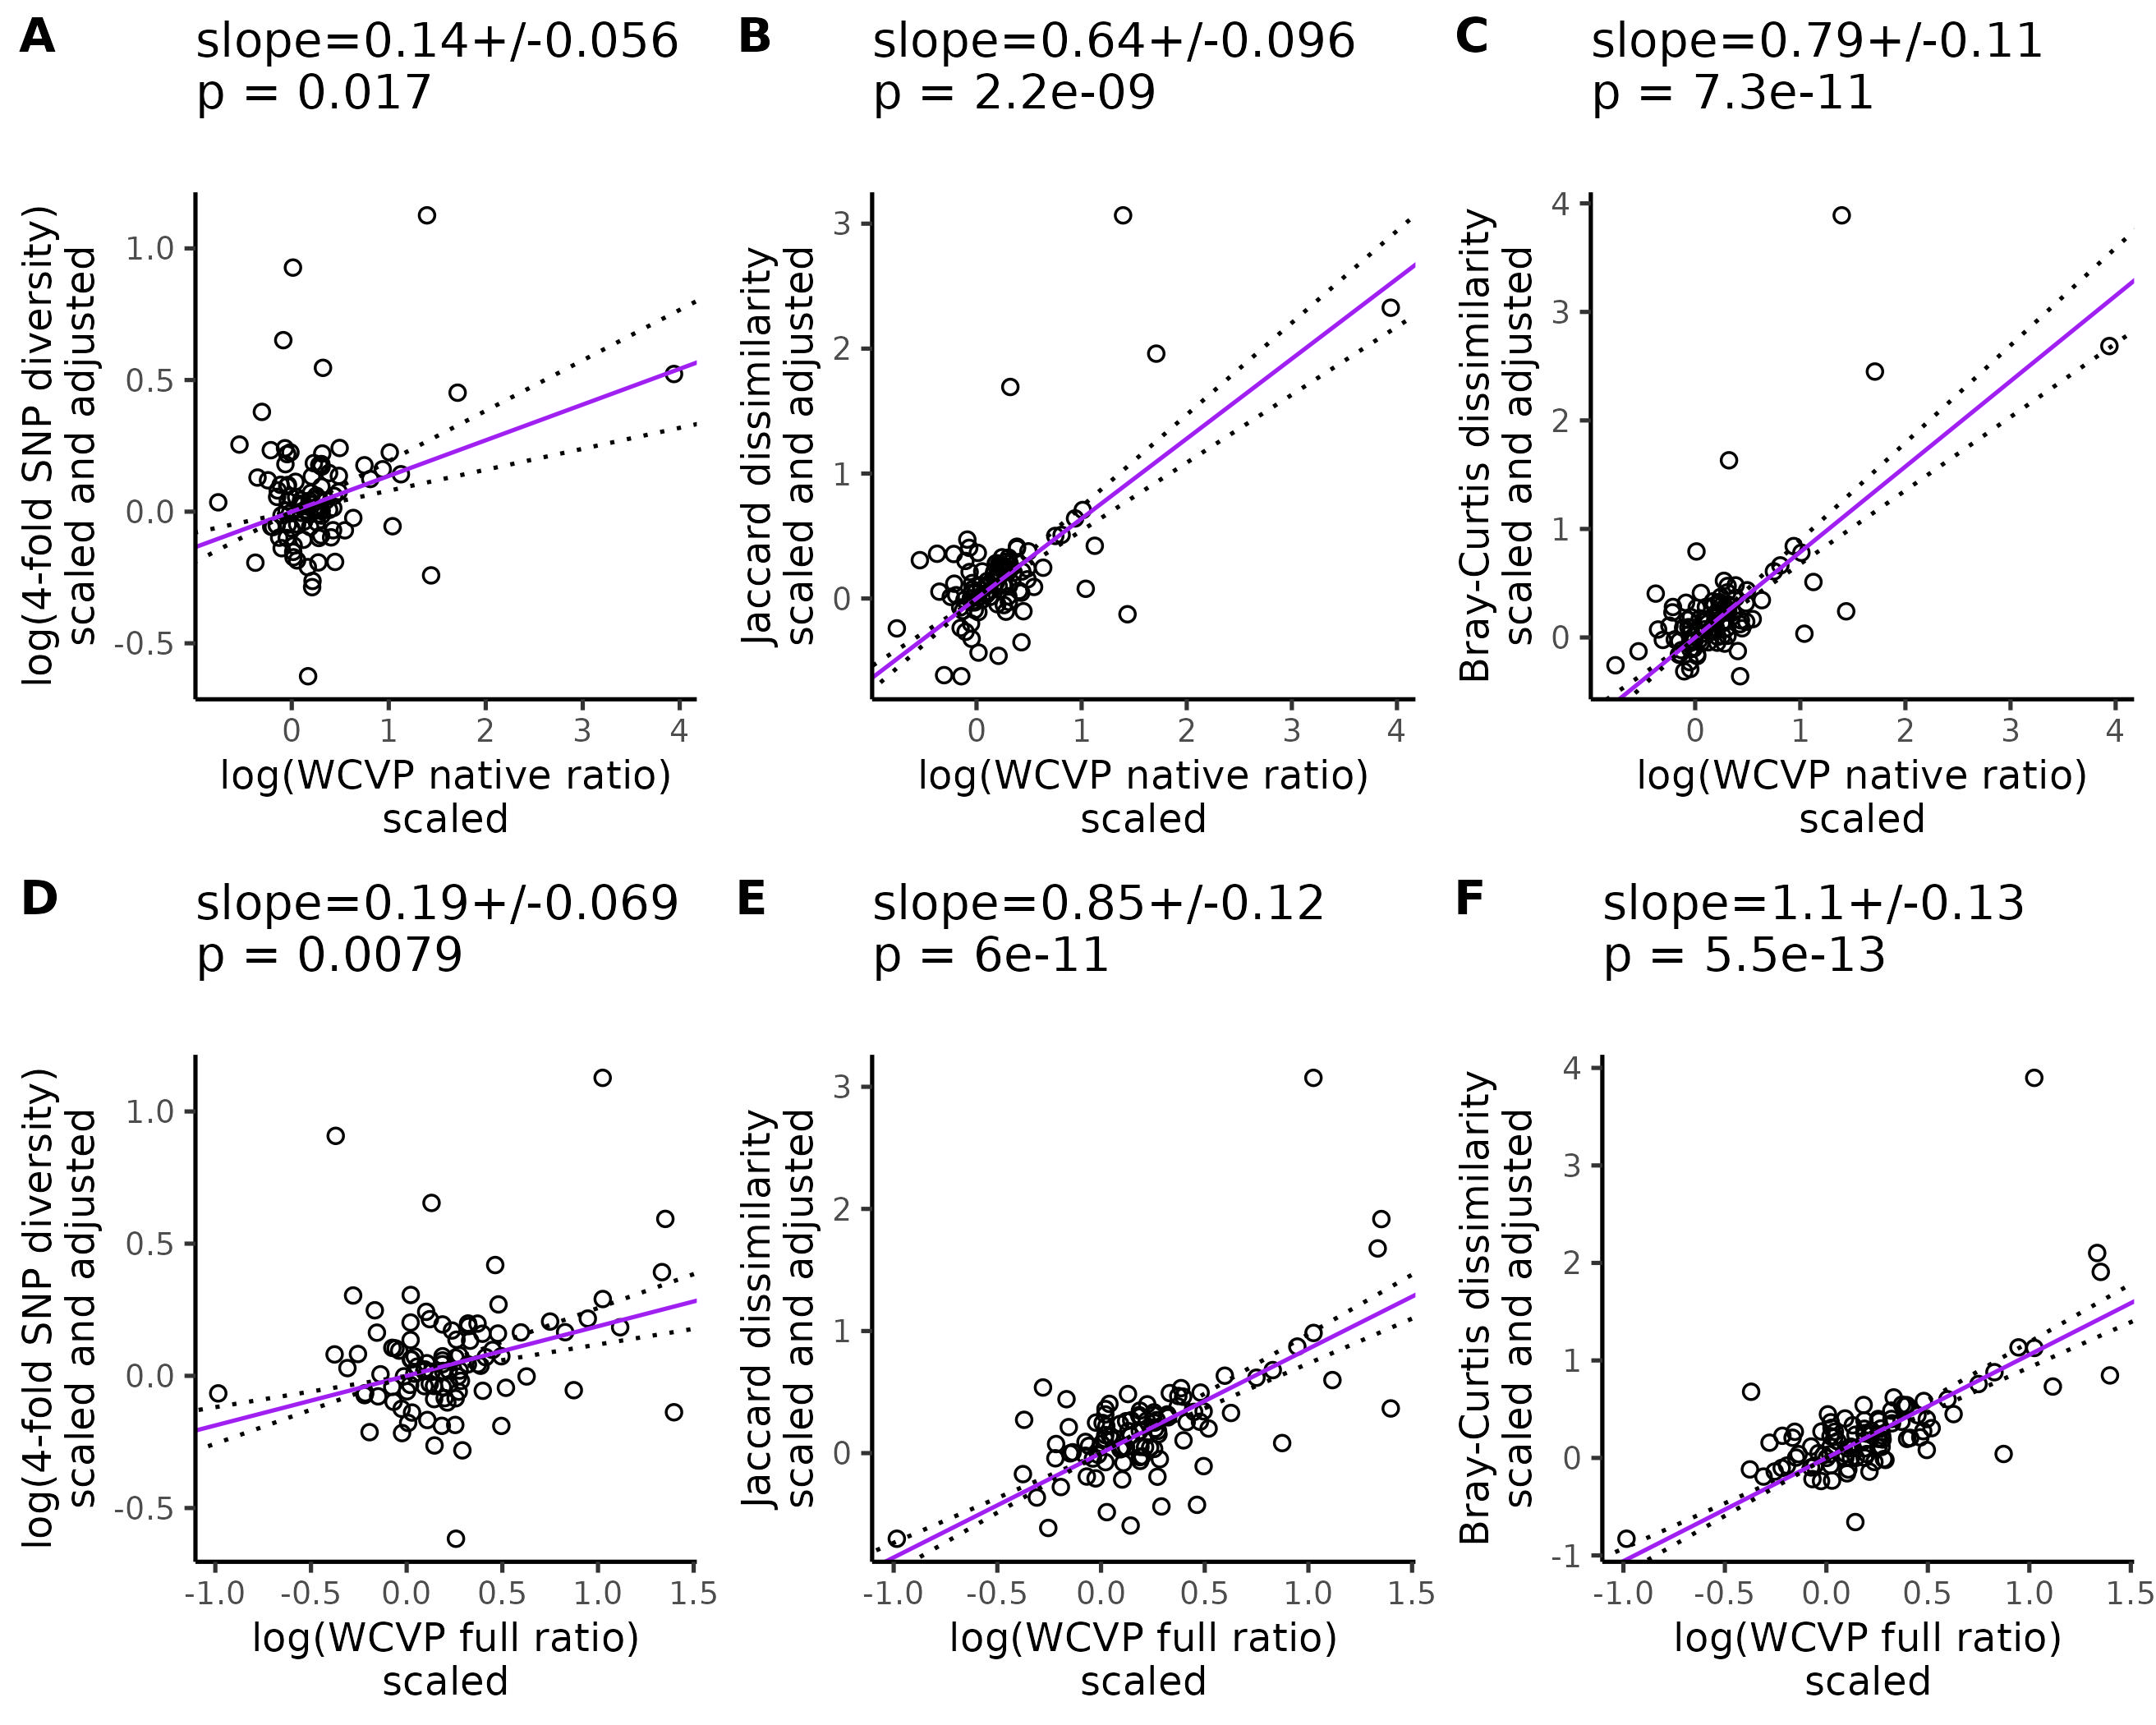 A
slope=0.14+/-0.056
p = 0.017
log(4-fold SNP diversity)
scaled and adjusted
1.0
0.5
0.0
-0.5
0
1
2
3
4
log(WCVP native ratio)
scaled
B
slope=0.64+/-0.096
p = 2.2e-09
Jaccard dissimilarity
scaled and adjusted
3
2
1
0
0
1
2
3
4
log(WCVP native ratio)
scaled
C
slope=0.79+/-0.11
p = 7.3e-11
Bray-Curtis dissimilarity
scaled and adjusted
4
3
2
1
0
0
1
2
3
4
log(WCVP native ratio)
scaled
D
slope=0.19+/-0.069
p = 0.0079
log(4-fold SNP diversity)
scaled and adjusted
1.0
0.5
0.0
-0.5
-1.0
-0.5
0.0
0.5
1.0
1.5
log(WCVP full ratio)
scaled
E
slope=0.85+/-0.12
p = 6e-11
Jaccard dissimilarity
scaled and adjusted
3
2
1
0
-1.0
-0.5
0.0
0.5
1.0
1.5
log(WCVP full ratio)
scaled
F
slope=1.1+/-0.13
p = 5.5e-13
Bray-Curtis dissimilarity
scaled and adjusted
4
3
2
1
0
-1
-1.0
-0.5
0.0
0.5
1.0
1.5
log(WCVP full ratio)
scaled